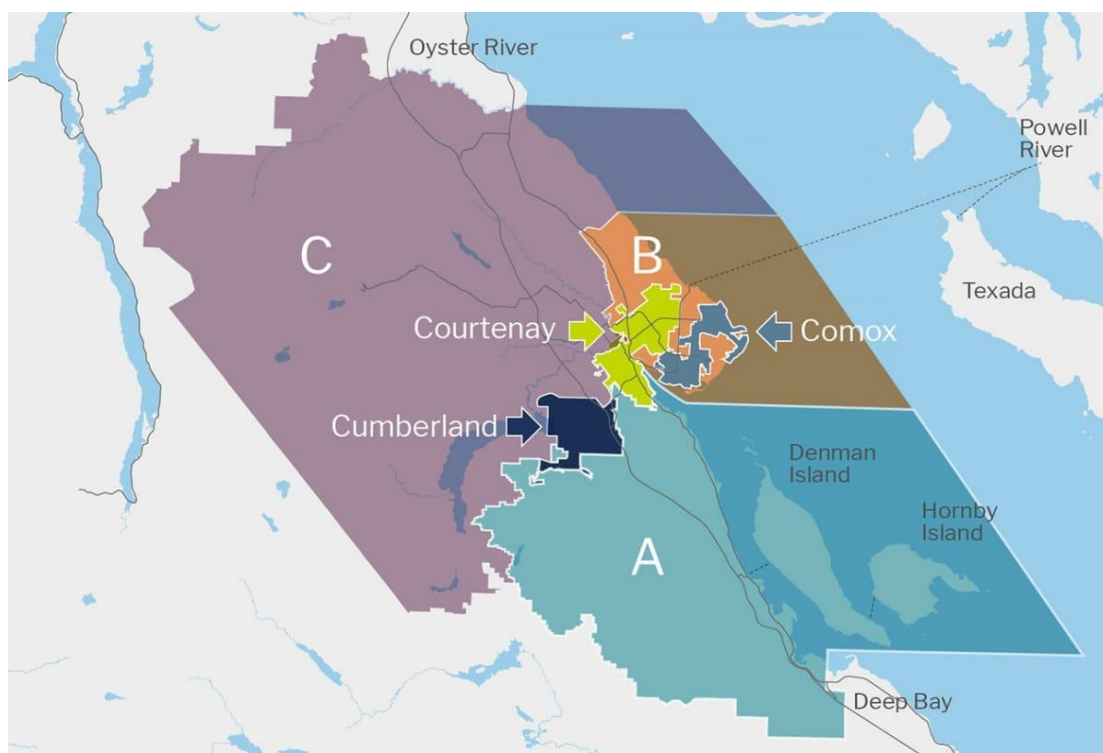 Oyster River
Powell
River
C
B
Texada
Courtenay
Comox
Cumberland
Denman
Island
Hornby
Island
A
Deep Bay